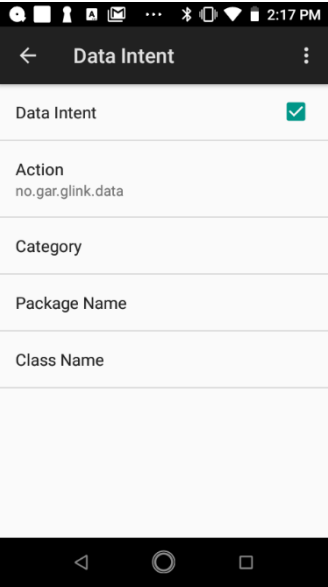 2:17 PM
Data Intent
Data Intent
Action
no.gar.glink.data
Category
Package Name
Class Name